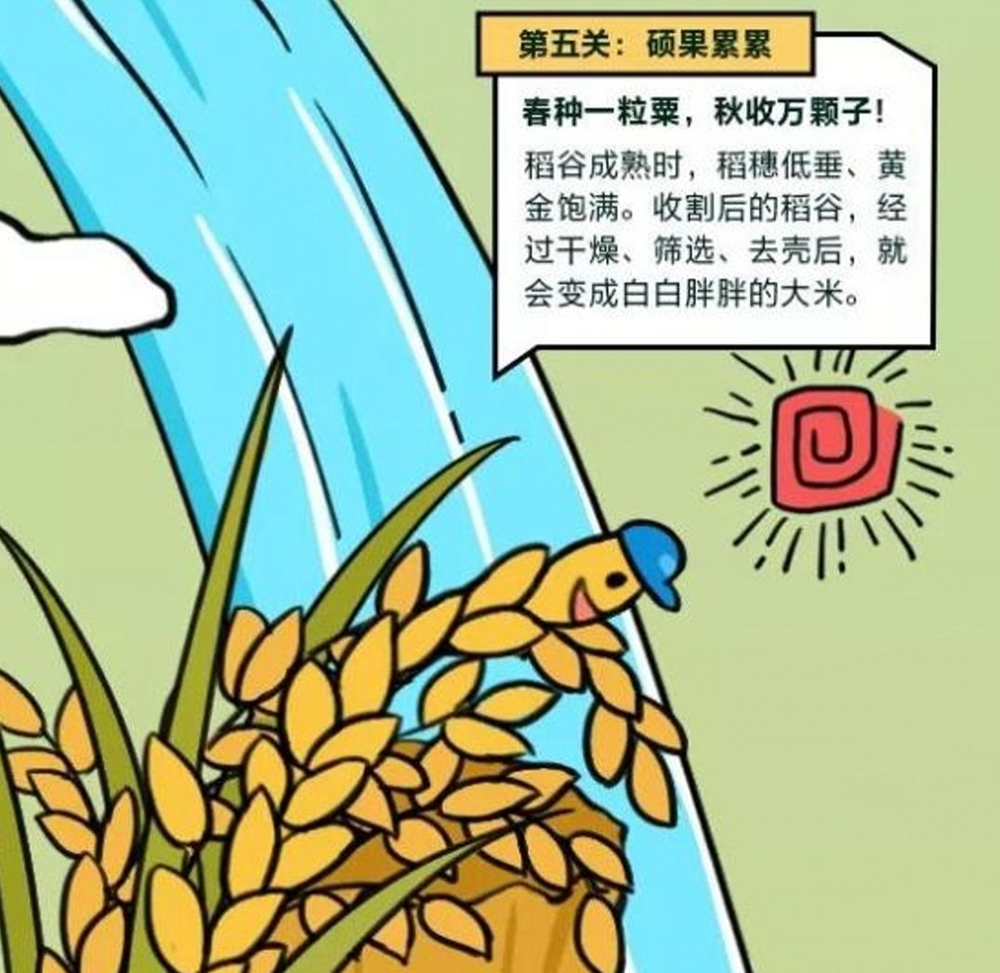 第五关：硕果累累
春种一粒粟，秋收万颗子！
稻谷成熟时，稻穗低垂、黄
金饱满。收割后的稻谷，经
过干燥、筛选、去壳后，就
会变成白白胖胖的大米。